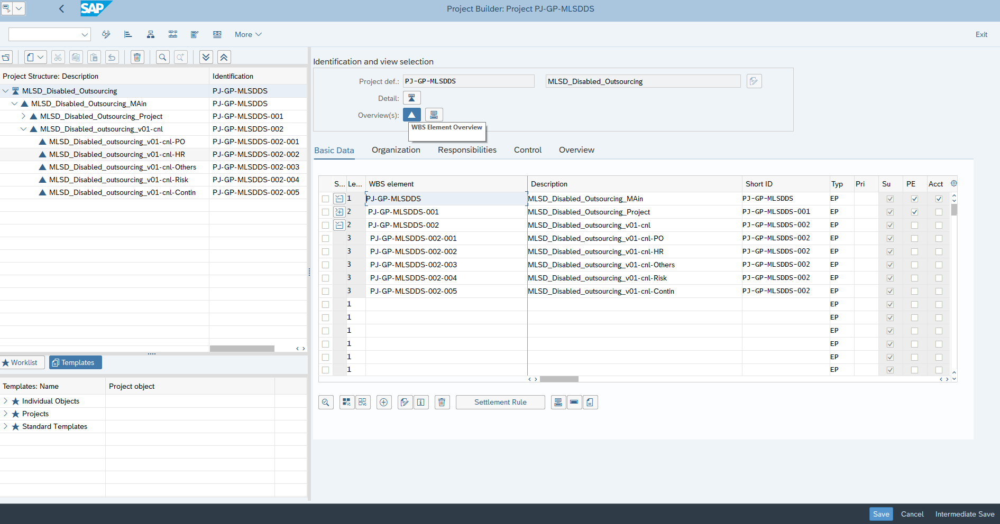 SAP
Project Builder: Project PJ-GP-MLSDDS
More
Exit
Project Structure: Description Identification
MLSD_Disabled_Outsourcing PJ-GP-MLSDDS
MLSD_Disabled_Outsourcing_MAin PJ-GP-MLSDDS
MLSD_Disabled_Outsourcing_Project PJ-GP-MLSDDS-001
MLSD_Disabled_outsourcing_v01-cnl PJ-GP-MLSDDS-002
MLSD_Disabled_outsourcing_v01-cnl-PO PJ-GP-MLSDDS-002-001
MLSD_Disabled_outsourcing_v01-cnl-HR PJ-GP-MLSDDS-002-002
MLSD_Disabled_outsourcing_v01-cnl-Others PJ-GP-MLSDDS-002-003
MLSD_Disabled_outsourcing_v01-cnl-Risk PJ-GP-MLSDDS-002-004
MLSD_Disabled_outsourcing_v01-cnl-Contin PJ-GP-MLSDDS-002-005
Worklist Templates
Templates: Name Project object
Individual Objects
Projects
Standard Templates
Identification and view selection
Project def.: PJ-GP-MLSDDS MLSD_Disabled_Outsourcing
Detail:
Overview(s):
WBS Element Overview
Basic Data Organization Responsibilities Control Overview
S... Le... WBS element Description Short ID Typ Pri Su PE Acct
1 PJ-GP-MLSDDS MLSD_Disabled_Outsourcing_MAin PJ-GP-MLSDDS EP
2 PJ-GP-MLSDDS-001 MLSD_Disabled_Outsourcing_Project PJ-GP-MLSDDS-001 EP
2 PJ-GP-MLSDDS-002 MLSD_Disabled_outsourcing_v01-cnl PJ-GP-MLSDDS-002 EP
3 PJ-GP-MLSDDS-002-001 MLSD_Disabled_outsourcing_v01-cnl-PO PJ-GP-MLSDDS-002 EP
3 PJ-GP-MLSDDS-002-002 MLSD_Disabled_outsourcing_v01-cnl-HR PJ-GP-MLSDDS-002 EP
3 PJ-GP-MLSDDS-002-003 MLSD_Disabled_outsourcing_v01-cnl-Others PJ-GP-MLSDDS-002 EP
3 PJ-GP-MLSDDS-002-004 MLSD_Disabled_outsourcing_v01-cnl-Risk PJ-GP-MLSDDS-002 EP
3 PJ-GP-MLSDDS-002-005 MLSD_Disabled_outsourcing_v01-cnl-Contin PJ-GP-MLSDDS-002 EP
1 EP
1 EP
1 EP
1 EP
1 EP
1 EP
Settlement Rule
Save Cancel Intermediate Save